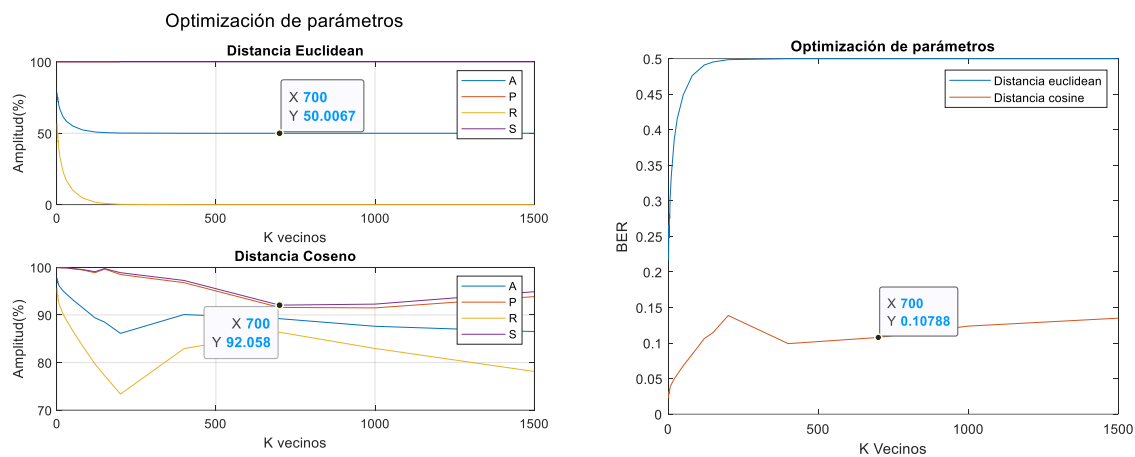 Optimización de parámetros
Distancia Euclidean
100
50
0
Amplitud(%)
X 700
Y 50.0067
A
P
R
S
0
500
1000
1500
K vecinos
Distancia Coseno
100
90
80
70
Amplitud(%)
X 700
Y 92.058
A
P
R
S
0
500
1000
1500
K vecinos
Optimización de parámetros
0.5
0.45
0.4
0.35
0.3
0.25
0.2
0.15
0.1
0.05
0
BER
Distancia euclidean
Distancia cosine
X 700
Y 0.10788
0
500
1000
1500
K Vecinos